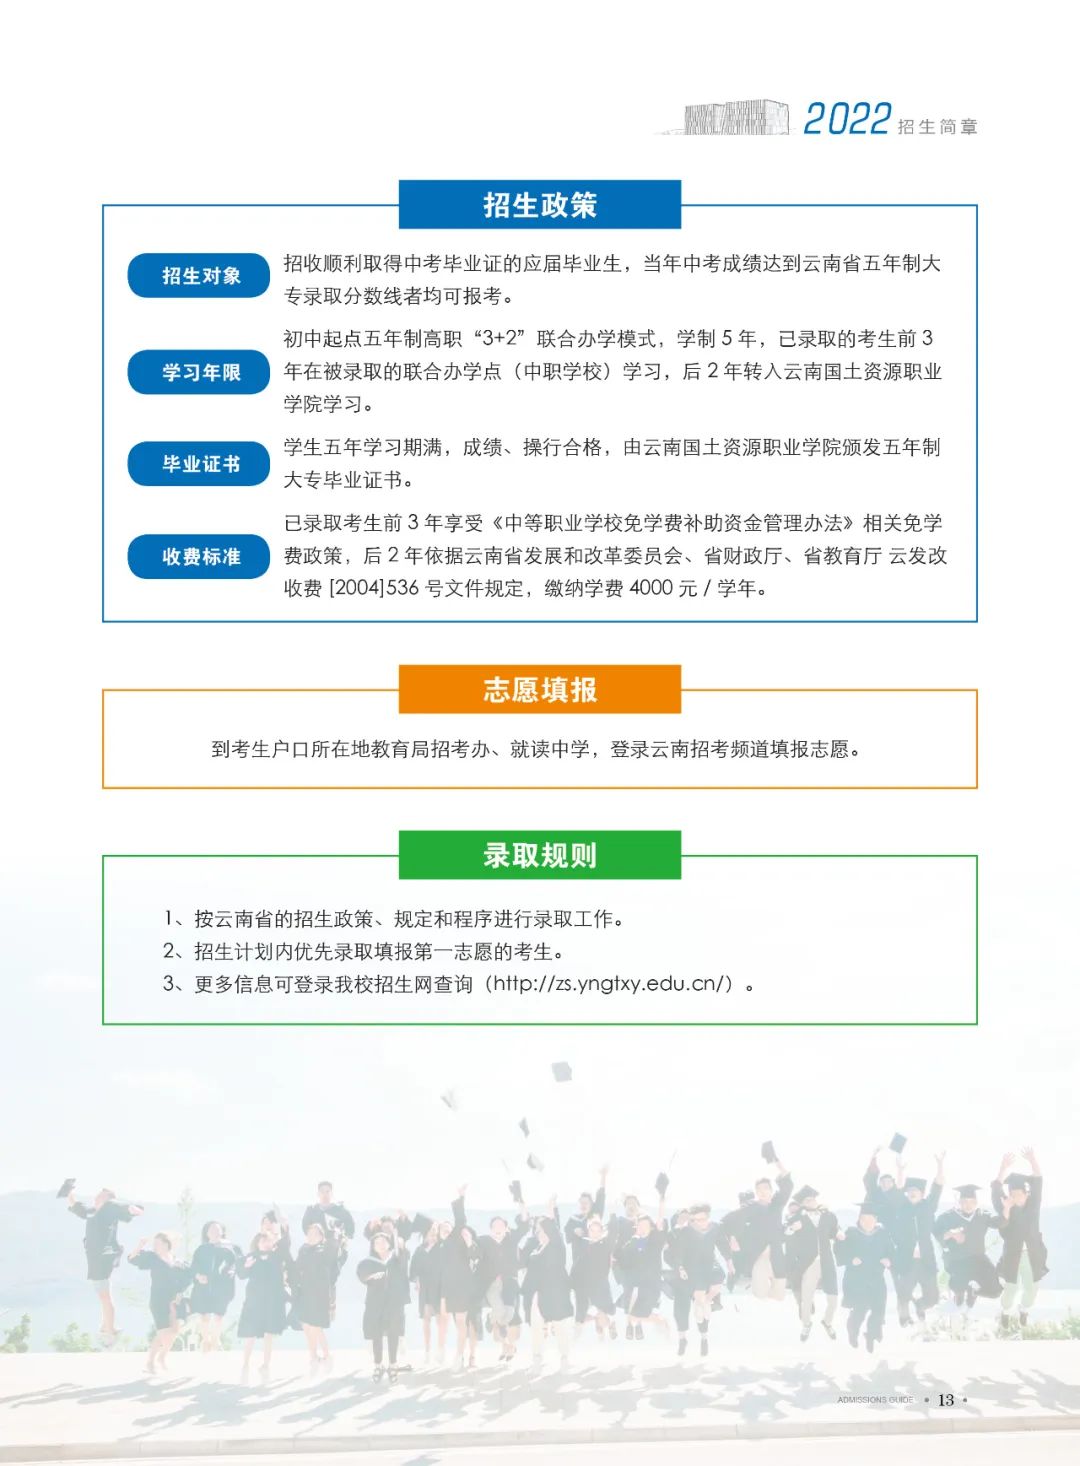 2022 招生简章
招生政策
招生对象
招收顺利取得中考毕业证的应届毕业生，当年中考成绩达到云南省五年制大
专录取分数线者均可报考。
学习年限
初中起点五年制高职“3+2”联合办学模式，学制 5 年，已录取的考生前 3
年在被录取的联合办学点（中职学校）学习，后 2 年转入云南国土资源职业
学院学习。
毕业证书
学生五年学习期满，成绩、操行合格，由云南国土资源职业学院颁发五年制
大专毕业证书。
收费标准
已录取考生前 3 年享受《中等职业学校免学费补助资金管理办法》相关免学
费政策，后 2 年依据云南省发展和改革委员会、省财政厅、省教育厅 云发改
收费 [2004]536 号文件规定，缴纳学费 4000 元 / 学年。
志愿填报
到考生户口所在地教育局招考办、就读中学，登录云南招考频道填报志愿。
录取规则
1、按云南省的招生政策、规定和程序进行录取工作。
2、招生计划内优先录取填报第一志愿的考生。
3、更多信息可登录我校招生网查询（http://zs.yngtxy.edu.cn/）。
ADMISSIONS GUIDE • 13 •